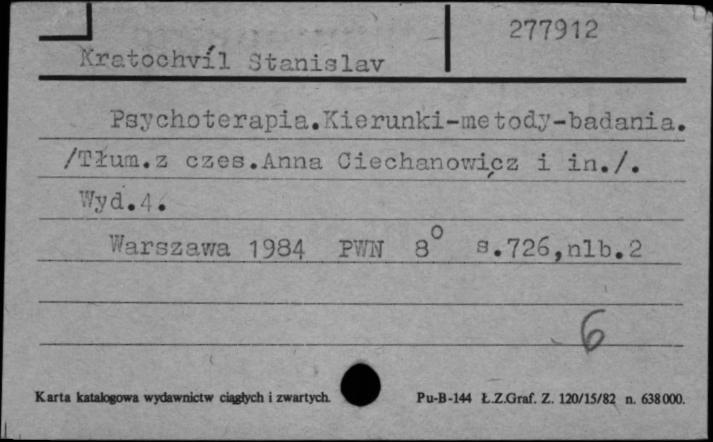 277912
Kratochvíl Stanislav
Psychoterapia.Kierunki-metody-badania.
/Tłum.z czes.Anna Ciechanowicz i in./.
Wyd.4.
Warszawa 1984 PWN 8° s.726,nlb.2
6
Karta katalogowa wydawnictw ciągłych i zwartych. Pu-B-144 Ł.Z.Graf. Z. 120/15/82 n. 638000.